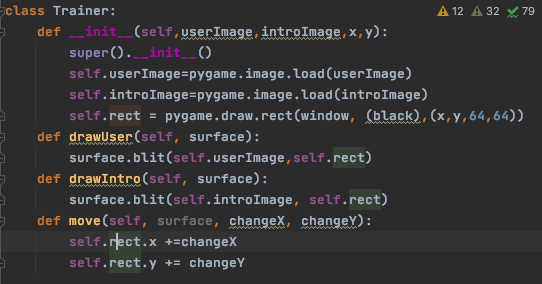 class Trainer:
12 32 79
    def __init__(self,userImage,introImage,x,y):
        super().__init__()
        self.userImage=pygame.image.load(userImage)
        self.introImage=pygame.image.load(introImage)
        self.rect = pygame.draw.rect(window, (black),(x,y,64,64))
    def drawUser(self, surface):
        surface.blit(self.userImage,self.rect)
    def drawIntro(self, surface):
        surface.blit(self.introImage, self.rect)
    def move(self, surface, changeX, changeY):
        self.rect.x +=changeX
        self.rect.y += changeY